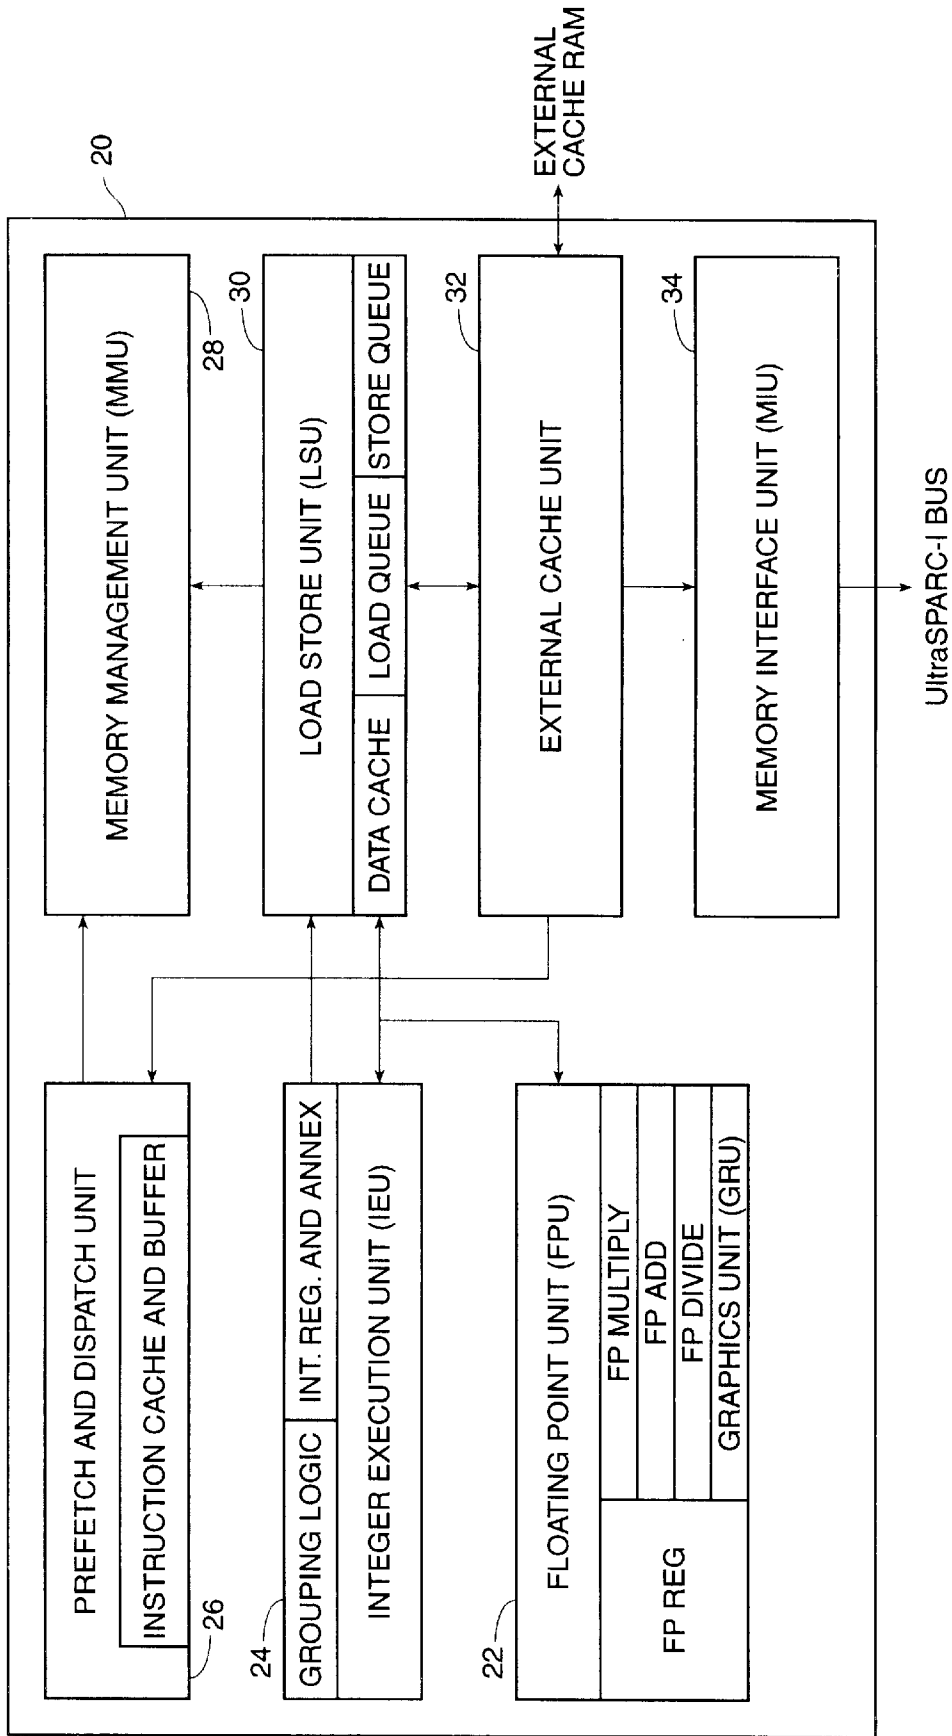 20
PREFETCH AND DISPATCH UNIT
INSTRUCTION CACHE AND BUFFER
26
MEMORY MANAGEMENT UNIT (MMU)
28
GROUPING LOGIC
INT. REG. AND ANNEX
INTEGER EXECUTION UNIT (IEU)
24
LOAD STORE UNIT (LSU)
DATA CACHE
LOAD QUEUE
STORE QUEUE
30
FLOATING POINT UNIT (FPU)
22
FP REG
FP MULTIPLY
FP ADD
FP DIVIDE
GRAPHICS UNIT (GRU)
EXTERNAL CACHE UNIT
32
EXTERNAL
CACHE RAM
MEMORY INTERFACE UNIT (MIU)
34
UltraSPARC-I BUS